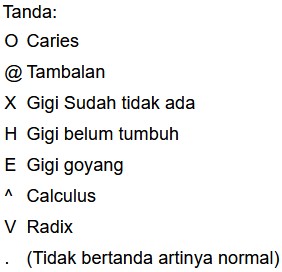 Tanda:
O Caries
@ Tambalan
X Gigi Sudah tidak ada
H Gigi belum tumbuh
E Gigi goyang
^ Calculus
V Radix
. (Tidak bertanda artinya normal)